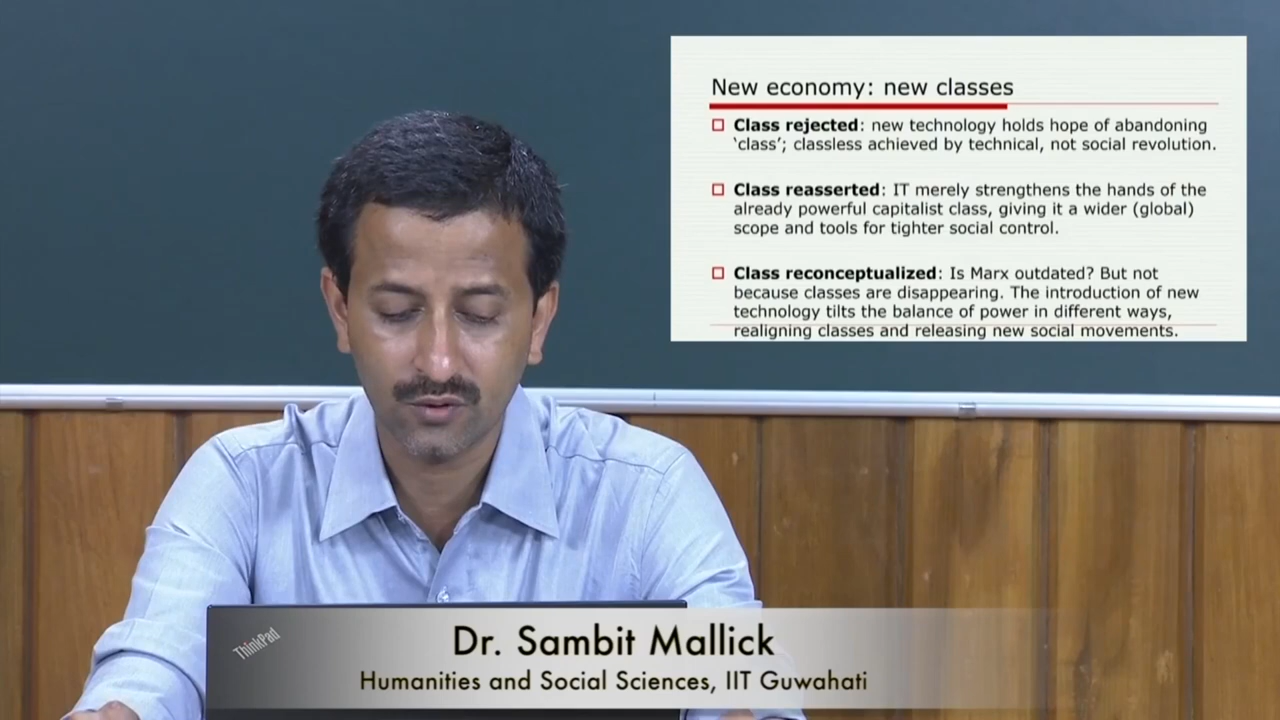 New economy: new classes
Class rejected: new technology holds hope of abandoning
‘class’; classless achieved by technical, not social revolution.
Class reasserted: IT merely strengthens the hands of the
already powerful capitalist class, giving it a wider (global)
scope and tools for tighter social control.
Class reconceptualized: Is Marx outdated? But not
because classes are disappearing. The introduction of new
technology tilts the balance of power in different ways,
realigning classes and releasing new social movements.
ThinkPad
Dr. Sambit Mallick
Humanities and Social Sciences, IIT Guwahati